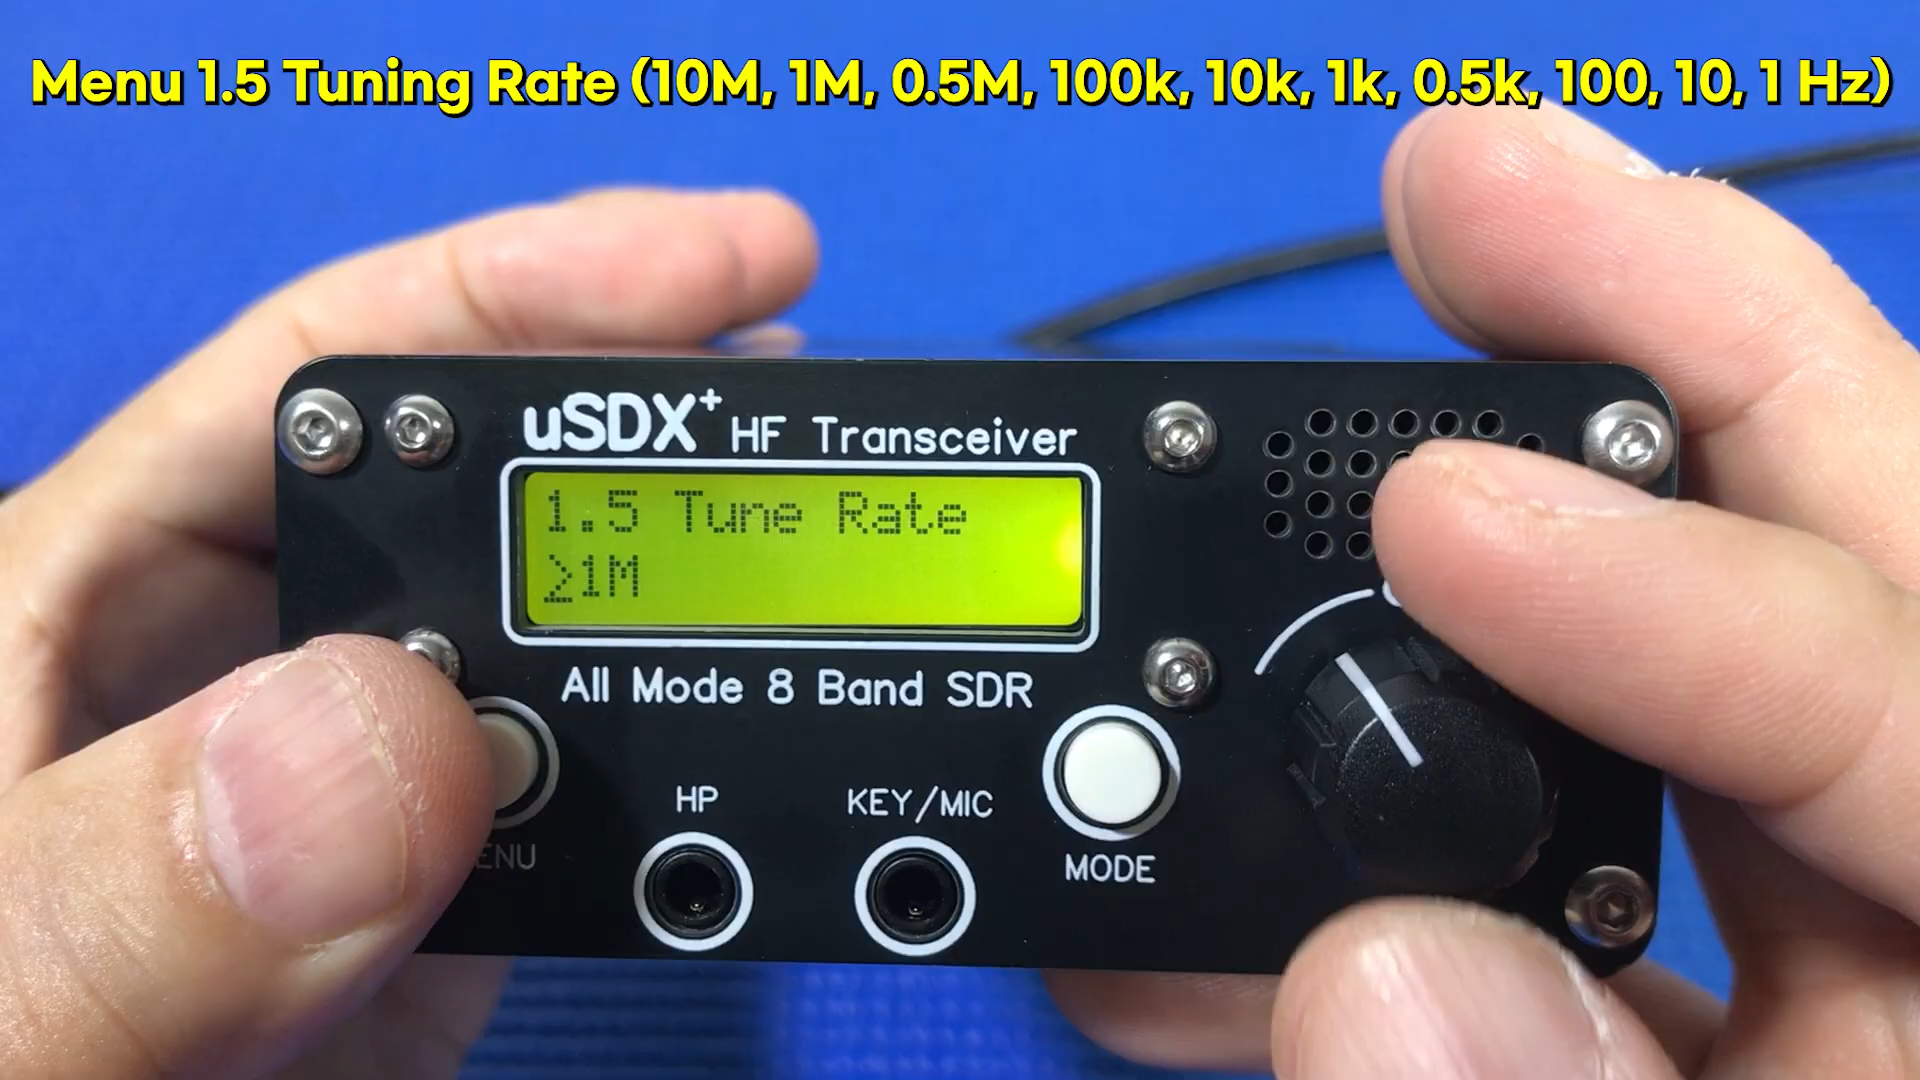 Menu 1.5 Tuning Rate (10M, 1M, 0.5M, 100k, 10k, 1k, 0.5k, 100, 10, 1 Hz)
uSDX+ HF Transceiver
1.5 Tune Rate
>1M
All Mode 8 Band SDR
HP
KEY/MIC
ENU
MODE